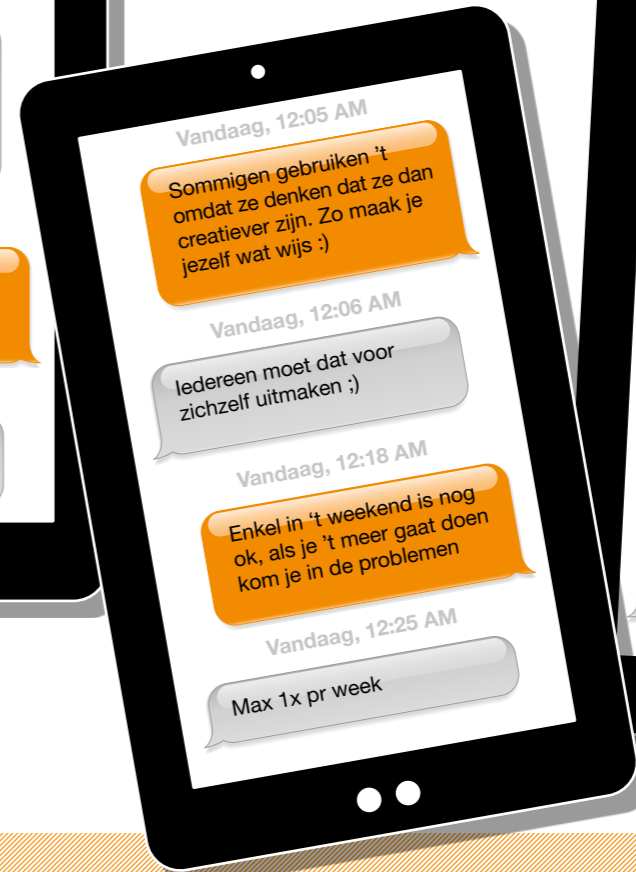 Vandaag, 12:05 AM
Sommigen gebruiken ’t
omdat ze denken dat ze dan
creatiever zijn. Zo maak je
jezelf wat wijs :)
Vandaag, 12:06 AM
Iedereen moet dat voor
zichzelf uitmaken ;)
Vandaag, 12:18 AM
Enkel in ‘t weekend is nog
ok, als je ’t meer gaat doen
kom je in de problemen
Vandaag, 12:25 AM
Max 1x pr week